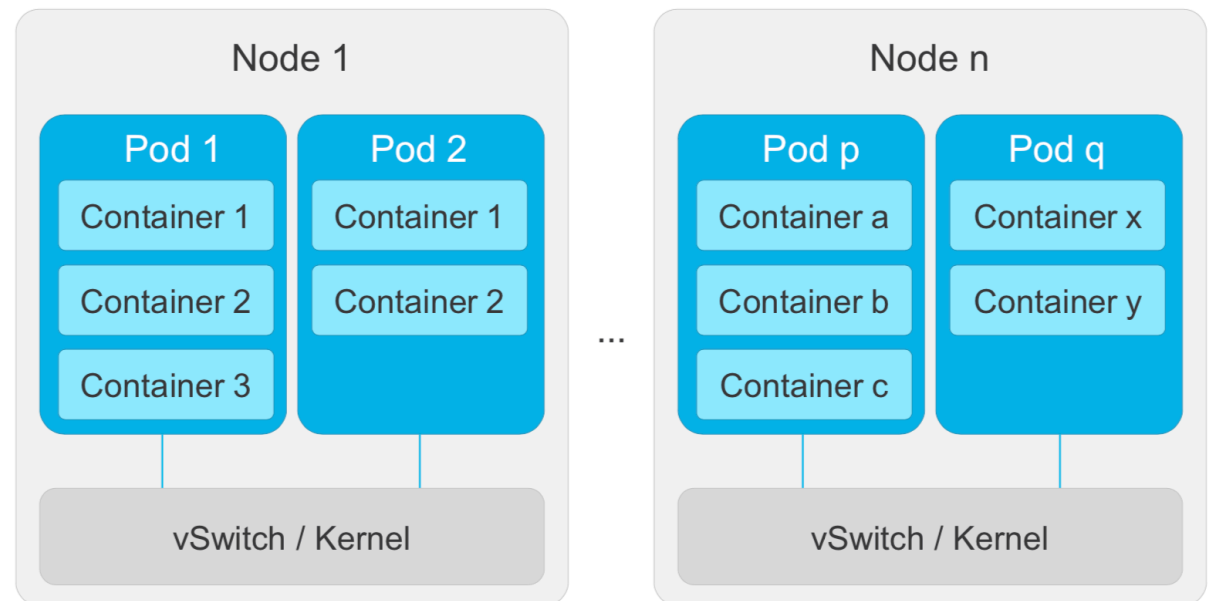 Node 1
Pod 1
Container 1
Container 2
Container 3
Pod 2
Container 1
Container 2
vSwitch / Kernel
...
Node n
Pod p
Container a
Container b
Container c
Pod q
Container x
Container y
vSwitch / Kernel